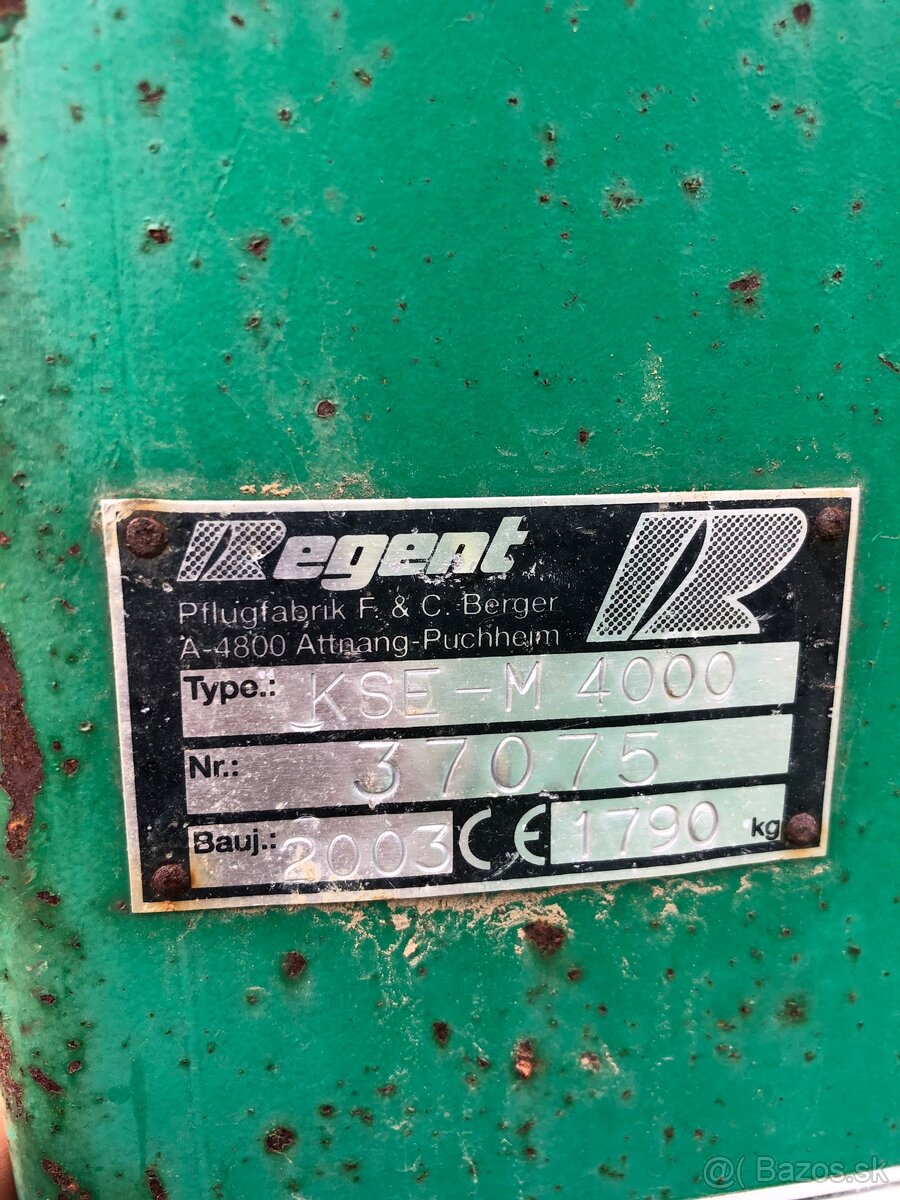 Regent
Pflugfabrik F. & C. Berger
A-4800 Attnang-Puchheim
Type.: KSE-M 4000
Nr.: 37075
Bauj.: 2003 CE 1790 kg
@( Bazos.sk